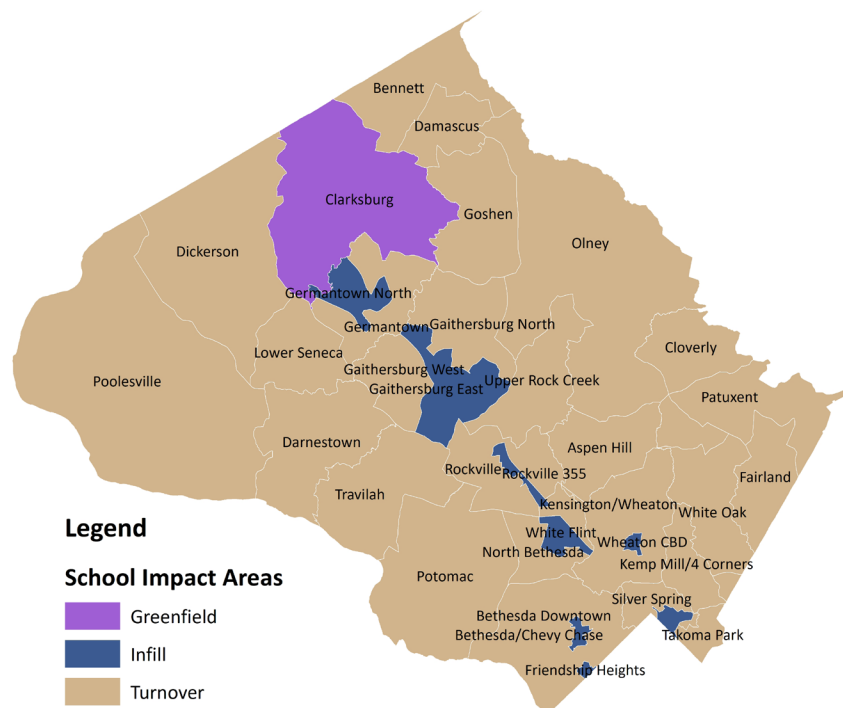 Bennett
Damascus
Clarksburg
Goshen
Olney
Dickerson
Germantown North
Germantown
Gaithersburg North
Lower Seneca
Cloverly
Gaithersburg West
Poolesville
Gaithersburg East
Upper Rock Creek
Patuxent
Darnestown
Aspen Hill
Rockville
Rockville 355
Fairland
Travilah
Kensington/Wheaton
White Oak
Legend
White Flint
Wheaton CBD
North Bethesda
Kemp Mill/4 Corners
School Impact Areas
Potomac
Silver Spring
Greenfield
Bethesda Downtown
Bethesda/Chevy Chase
Takoma Park
Infill
Friendship Heights
Turnover